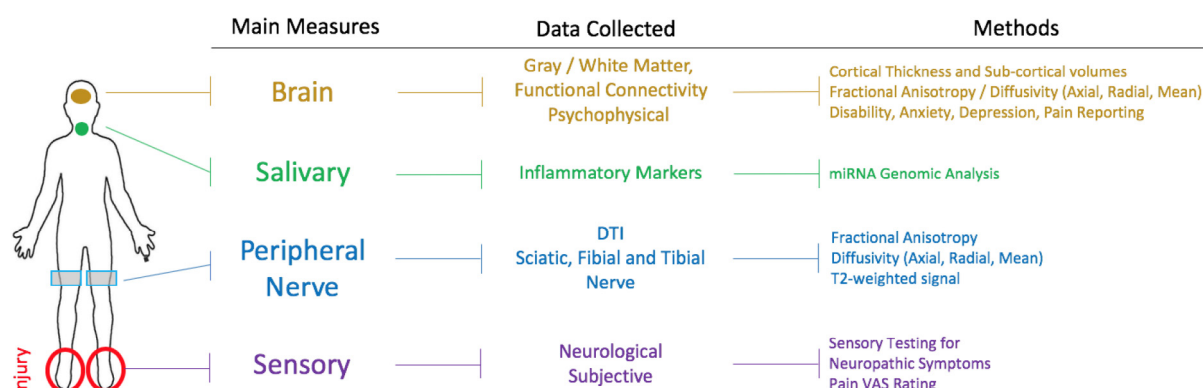 Main Measures
Data Collected
Methods
Brain
Gray / White Matter,
Functional Connectivity
Psychophysical
Cortical Thickness and Sub-cortical volumes
Fractional Anisotropy / Diffusivity (Axial, Radial, Mean)
Disability, Anxiety, Depression, Pain Reporting
Salivary
Inflammatory Markers
miRNA Genomic Analysis
Peripheral
Nerve
DTI
Sciatic, Fibial and Tibial
Nerve
Fractional Anisotropy
Diffusivity (Axial, Radial, Mean)
T2-weighted signal
Sensory
Neurological
Subjective
Sensory Testing for
Neuropathic Symptoms
Pain VAS Rating